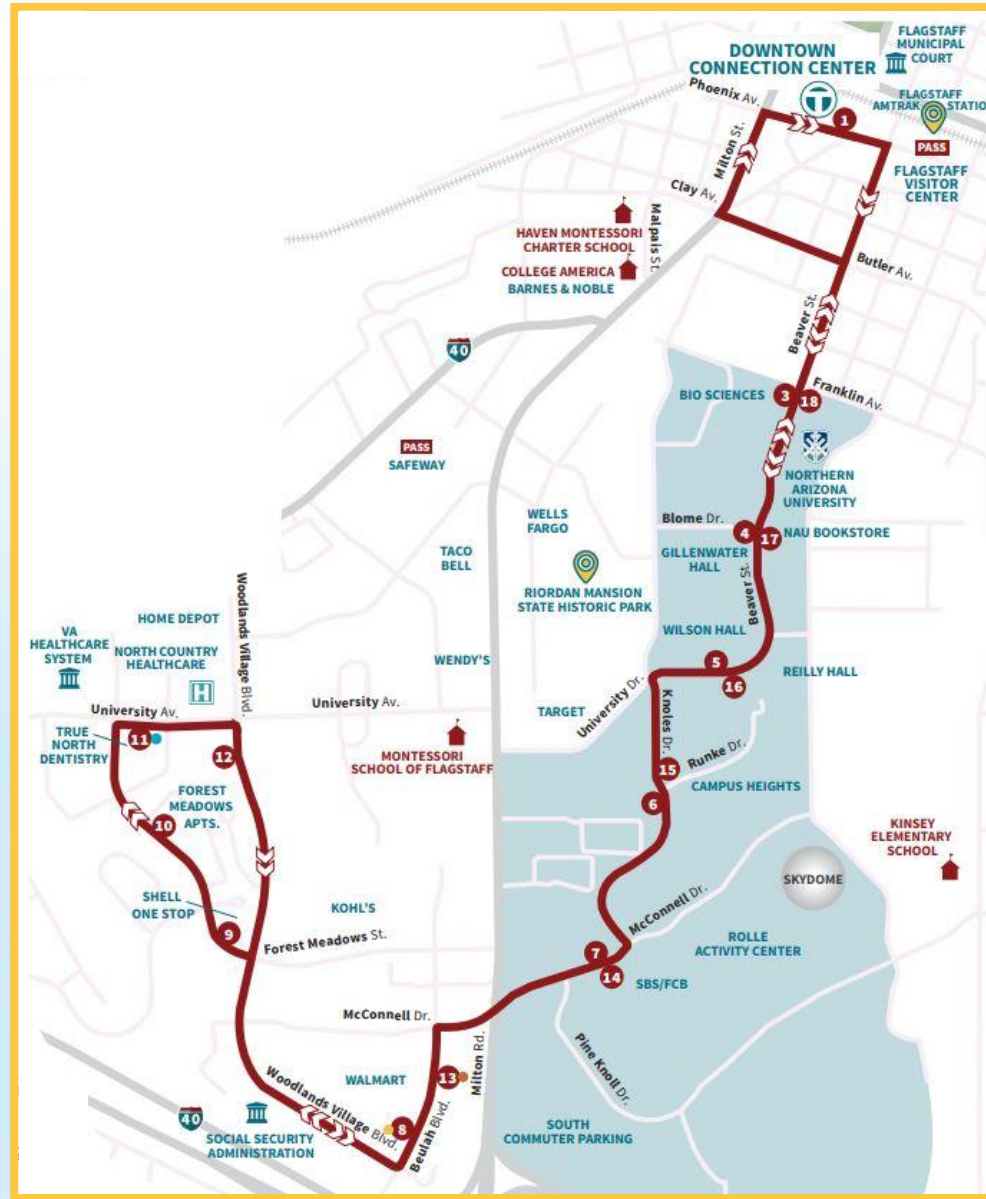 FLAGSTAFF
MUNICIPAL
COURT
DOWNTOWN
CONNECTION CENTER
Phoenix Av.
FLAGSTAFF
AMTRAK STATION
1
PASS
FLAGSTAFF
VISITOR
CENTER
Milton St.
Clay Av.
HAVEN MONTESSORI
CHARTER SCHOOL
Malpais St.
COLLEGE AMERICA
BARNES & NOBLE
Butler Av.
Beaver St.
40
Franklin Av.
BIO SCIENCES
3
18
PASS
SAFEWAY
NORTHERN
ARIZONA
UNIVERSITY
WELLS
FARGO
Blome Dr.
4
17
NAU BOOKSTORE
TACO
BELL
GILLENWATER
HALL
Beaver St.
RIORDAN MANSION
STATE HISTORIC PARK
Woodlands Village Blvd.
HOME DEPOT
VA
HEALTHCARE
SYSTEM
NORTH COUNTRY
HEALTHCARE
H
WENDY'S
WILSON HALL
5
16
REILLY HALL
University Av.
University Av.
TARGET
University Dr.
Knoles Dr.
TRUE
NORTH
DENTISTRY
11
12
MONTESSORI
SCHOOL OF FLAGSTAFF
15
Runke Dr.
CAMPUS HEIGHTS
6
FOREST
MEADOWS
APTS.
10
KINSEY
ELEMENTARY
SCHOOL
SKYDOME
SHELL
ONE STOP
KOHL'S
McConnell Dr.
9
Forest Meadows St.
ROLLE
ACTIVITY CENTER
7
14
SBS/FCB
McConnell Dr.
Milton Rd.
Pine Knoll Dr.
WALMART
13
Woodlands Village Blvd.
8
Beulah Blvd.
40
SOCIAL SECURITY
ADMINISTRATION
SOUTH
COMMUTER PARKING